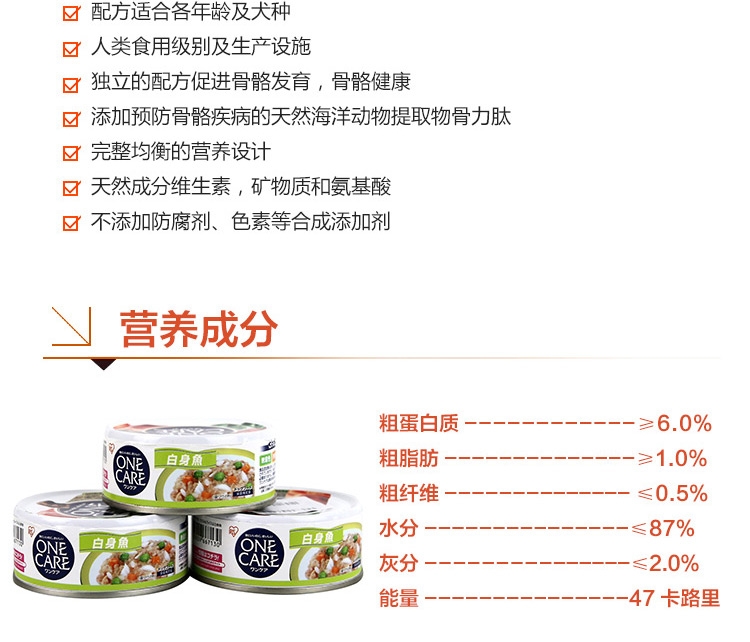 配方适合各年龄及犬种
人类食用级别及生产设施
独立的配方促进骨骼发育，骨骼健康
添加预防骨骼疾病的天然海洋动物提取物骨力肽
完整均衡的营养设计
天然成分维生素，矿物质和氨基酸
不添加防腐剂、色素等合成添加剂
营养成分
粗蛋白质 ≥6.0%
粗脂肪 ≥1.0%
粗纤维 ≤0.5%
水分 ≤87%
灰分 ≤2.0%
能量 47 卡路里
ONE
CARE
ワンケア
白身魚
ONE
CARE
ワンケア
白身魚
ONE
CARE
ワンケア
白身魚